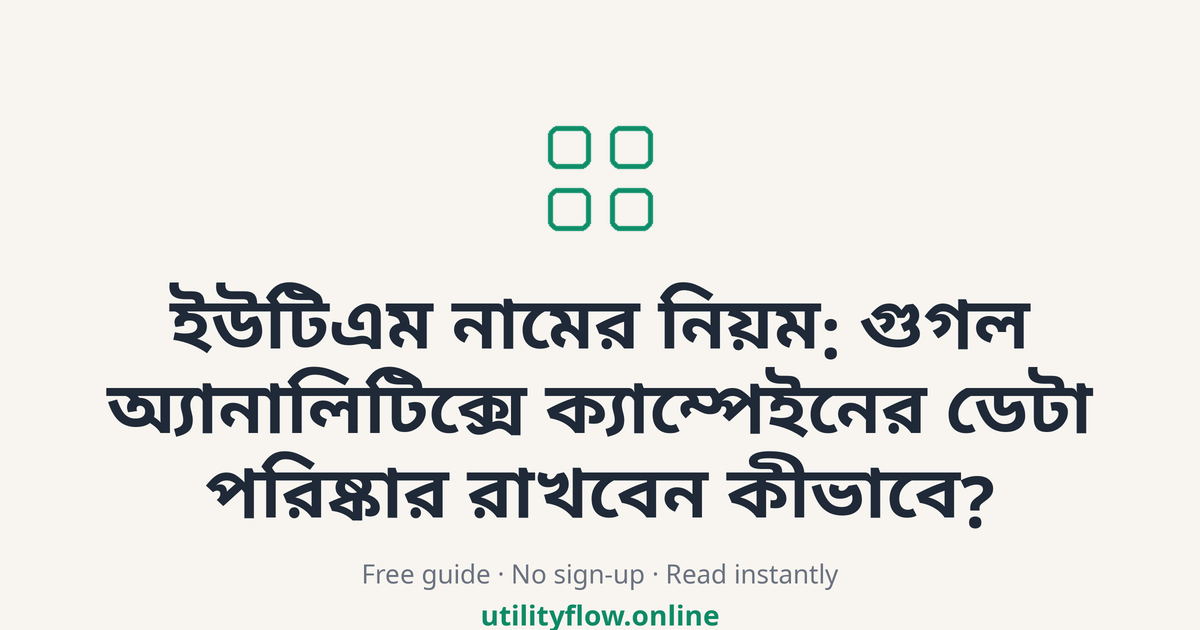 ইউটিএম নামের নিয়ম: গুগল
অ্যানালিটিক্সে ক্যাম্পেইনের ডেটা
পরিষ্কার রাখবেন কীভাবে?
Free guide · No sign-up · Read instantly
utilityflow.online